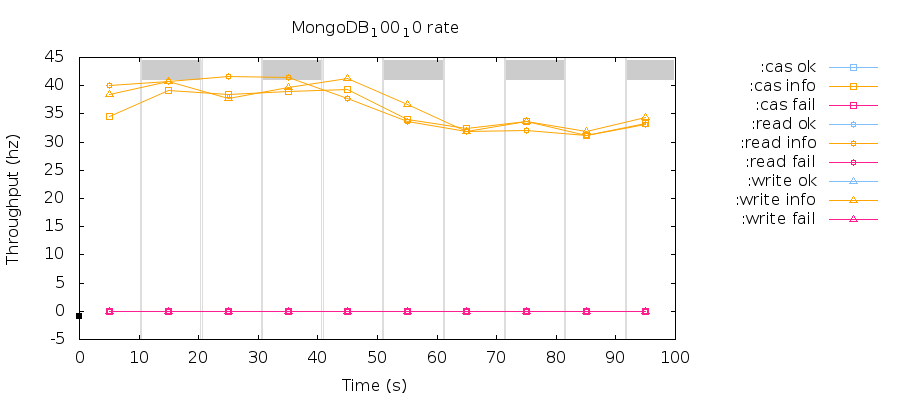 MongoDB₁00₁0 rate
Throughput (hz)
45
40
35
30
25
20
15
10
5
0
-5
0 10 20 30 40 50 60 70 80 90 100
Time (s)
:cas ok
:cas info
:cas fail
:read ok
:read info
:read fail
:write ok
:write info
:write fail